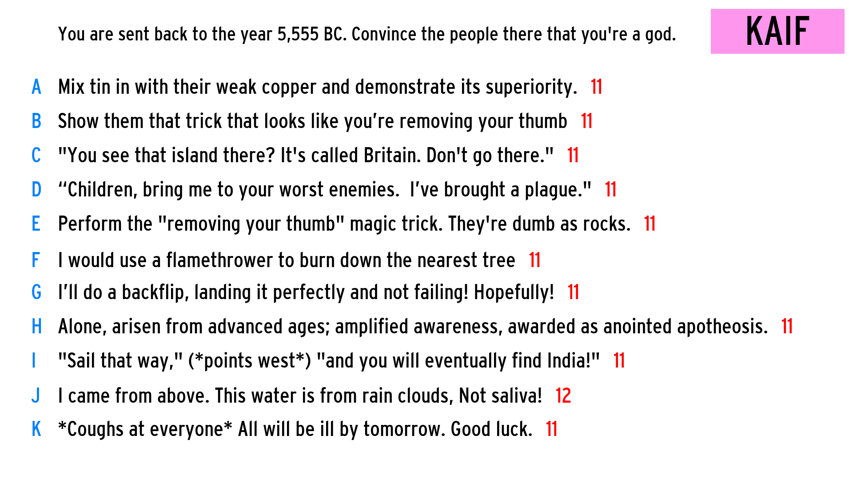 You are sent back to the year 5,555 BC. Convince the people there that you're a god.
KAIF
A Mix tin in with their weak copper and demonstrate its superiority. 11
B Show them that trick that looks like you’re removing your thumb 11
C "You see that island there? It's called Britain. Don't go there." 11
D “Children, bring me to your worst enemies. I’ve brought a plague." 11
E Perform the "removing your thumb" magic trick. They're dumb as rocks. 11
F I would use a flamethrower to burn down the nearest tree 11
G I’ll do a backflip, landing it perfectly and not failing! Hopefully! 11
H Alone, arisen from advanced ages; amplified awareness, awarded as anointed apotheosis. 11
I "Sail that way," (*points west*) "and you will eventually find India!" 11
J I came from above. This water is from rain clouds, Not saliva! 12
K *Coughs at everyone* All will be ill by tomorrow. Good luck. 11